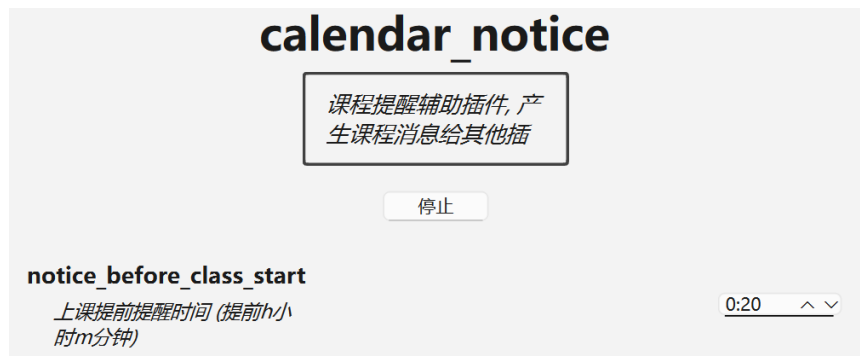 calendar_notice
课程提醒辅助插件, 产
生课程消息给其他插
停止
notice_before_class_start
上课提前提醒时间 (提前h小
时m分钟)
0:20